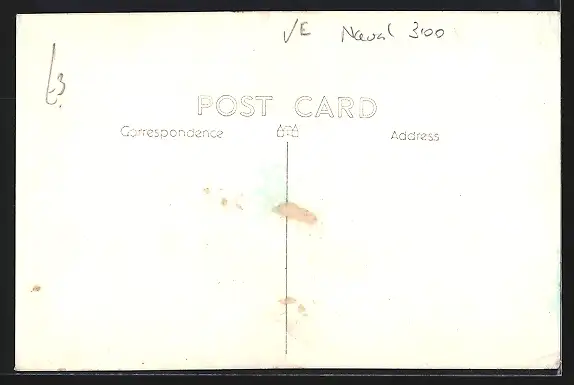 VE Naval 3.00
£3
POST CARD
Correspondence
Address